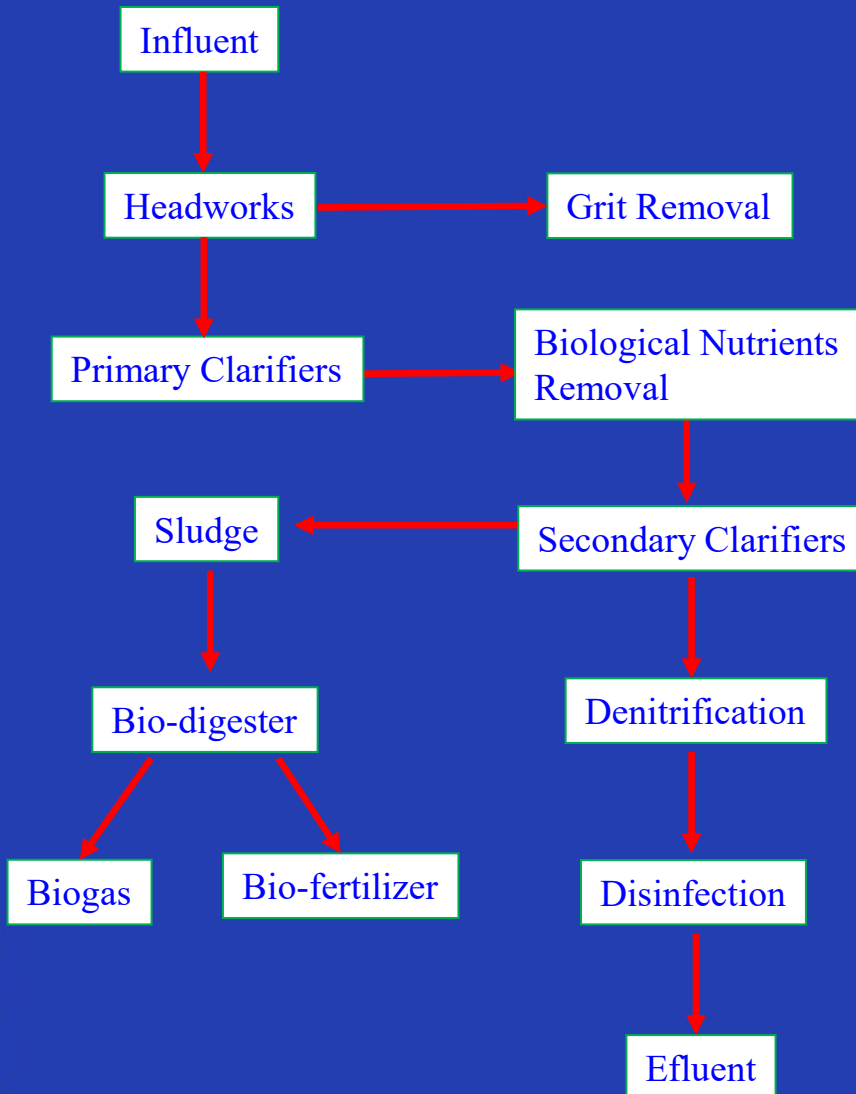 Influent
Headworks
Grit Removal
Primary Clarifiers
Biological Nutrients
Removal
Sludge
Secondary Clarifiers
Bio-digester
Denitrification
Biogas
Bio-fertilizer
Disinfection
Efluent